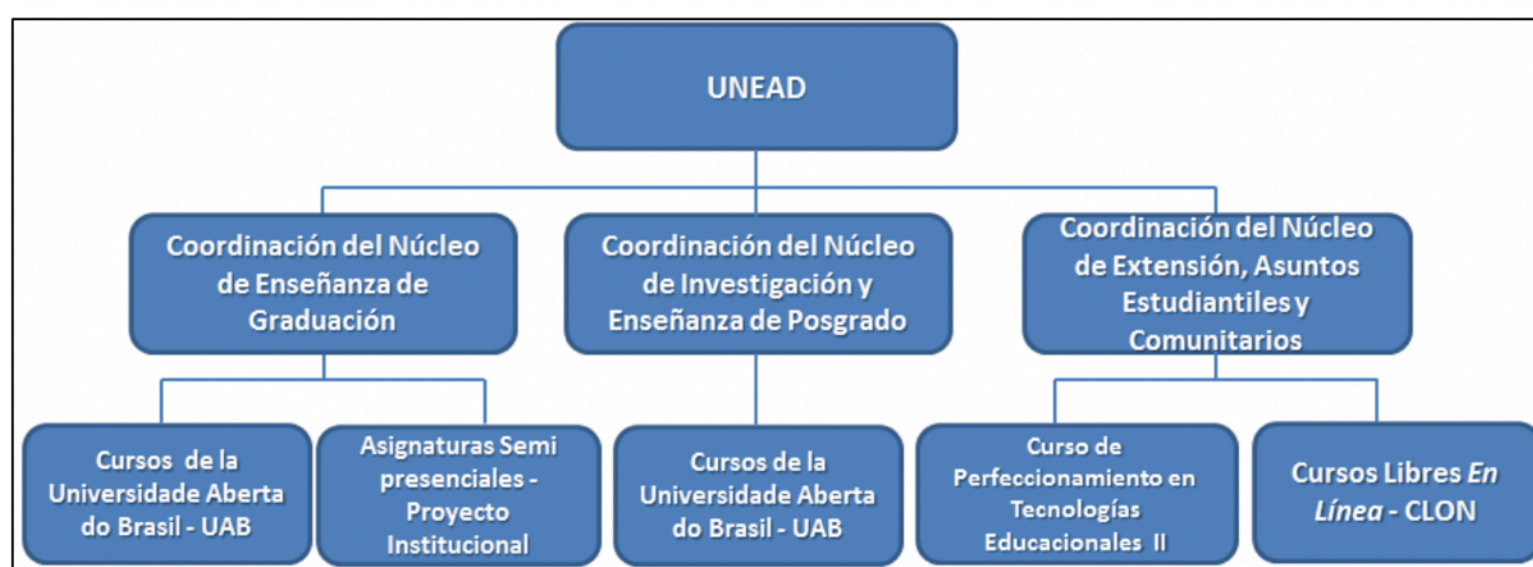 UNEAD
Coordinación del Núcleo
de Enseñanza de
Graduación
Coordinación del Núcleo
de Investigación y
Enseñanza de Posgrado
Coordinación del Núcleo
de Extensión, Asuntos
Estudiantiles y
Comunitarios
Cursos de la
Universidade Aberta
do Brasil - UAB
Asignaturas Semi
presenciales -
Proyecto
Institucional
Cursos de la
Universidade Aberta
do Brasil - UAB
Curso de
Perfeccionamiento en
Tecnologías
Educacionales II
Cursos Libres En
Línea - CLON